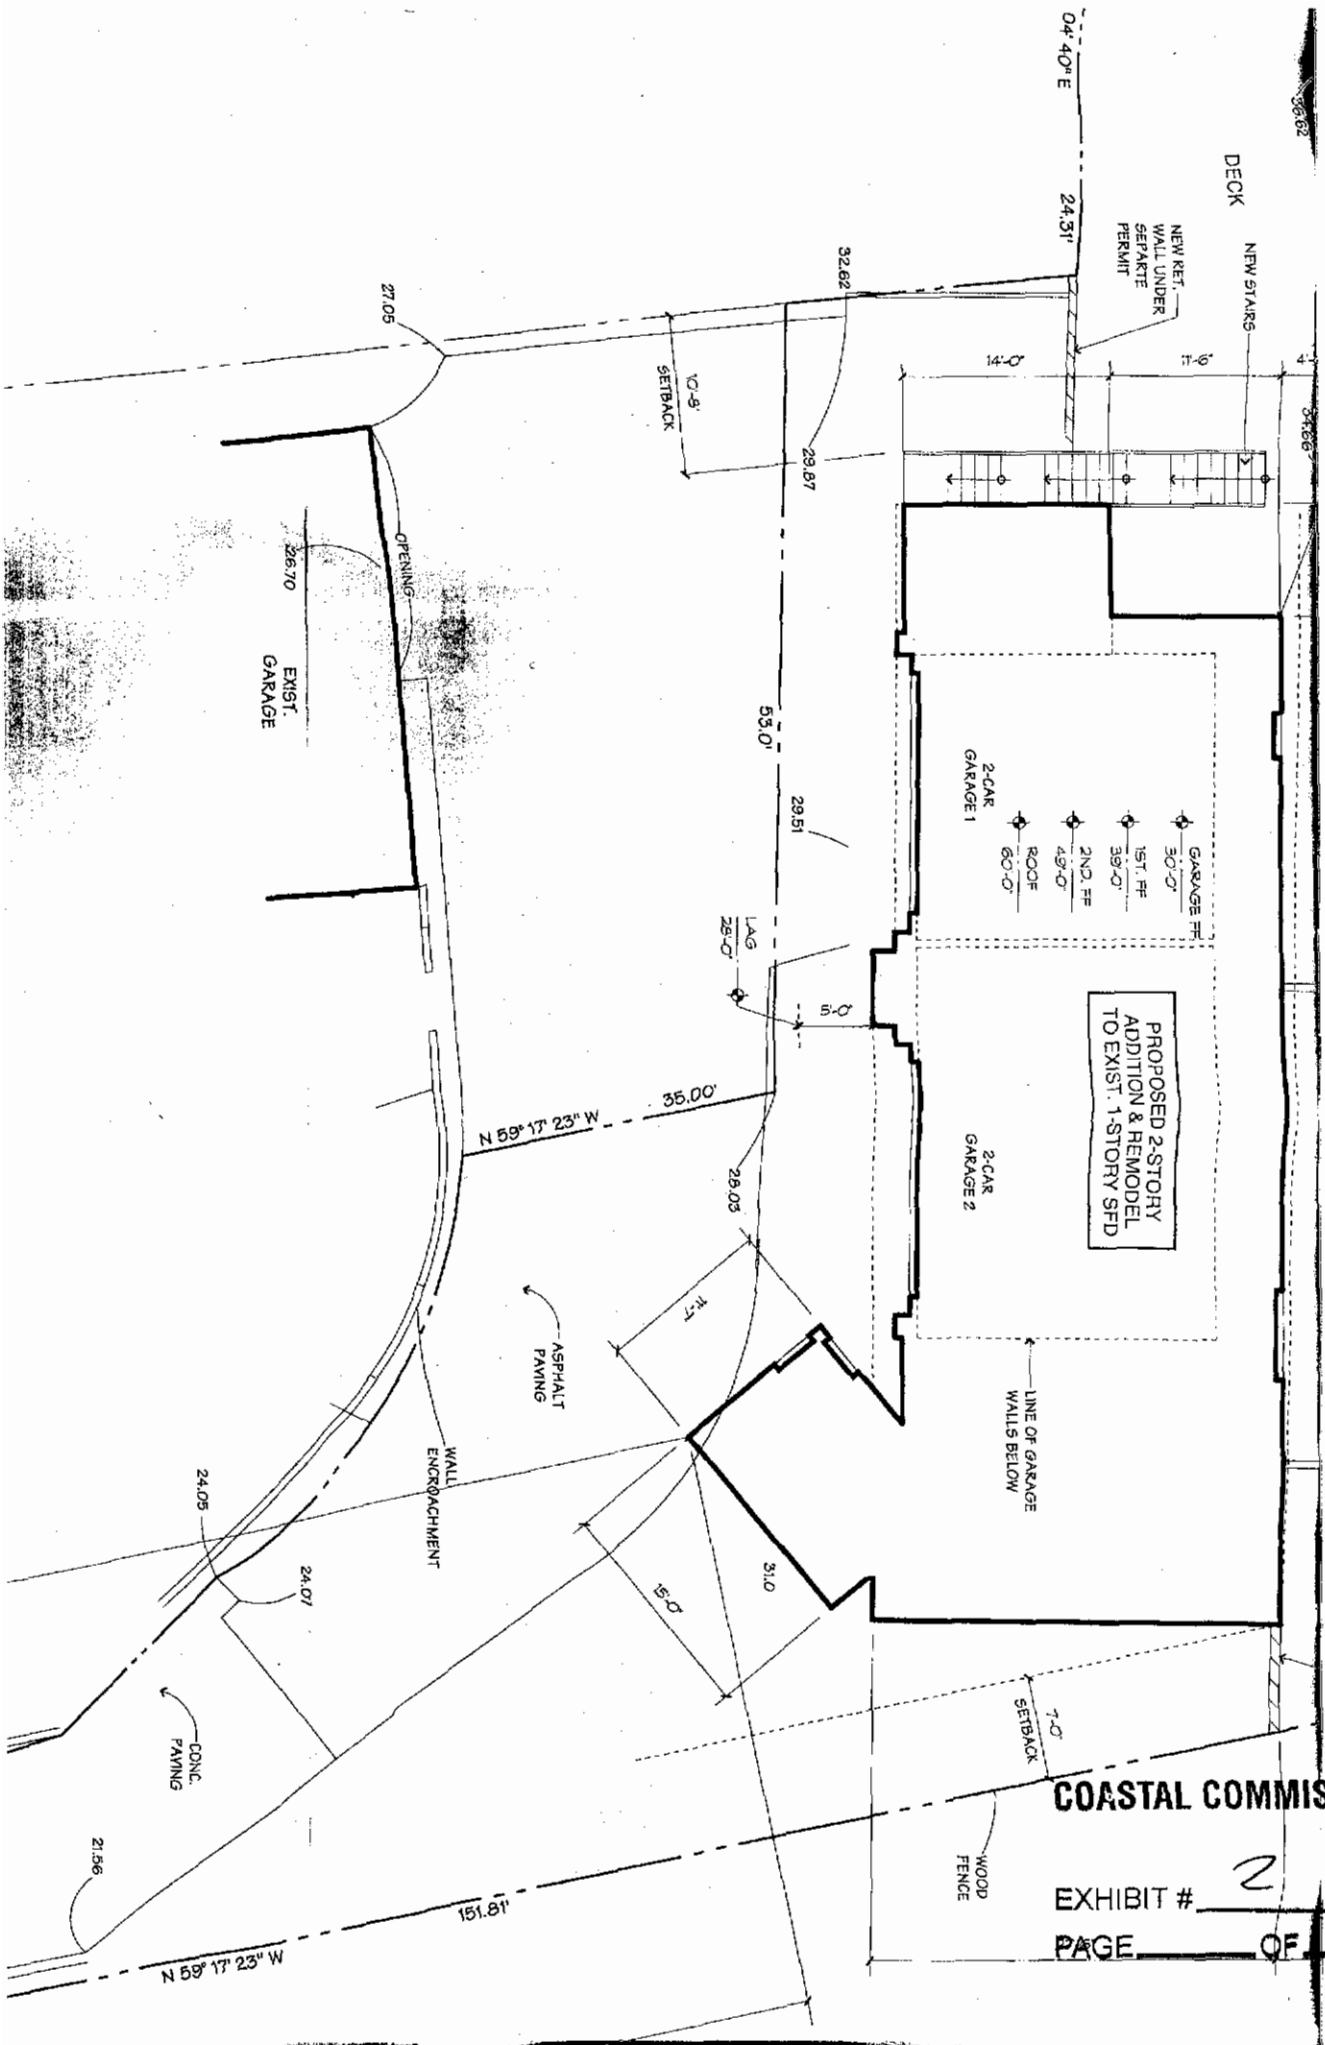 36.62
04' 40" E
DECK
24.31'
NEW RET.
WALL UNDER
SEPARTE
PERMIT
NEW STAIRS
32.62
27.05
14'-0"
11'-6"
34.66
10'-8"
SETBACK
29.87
OPENING
26.70
EXIST.
GARAGE
53.0'
29.51
2-CAR
GARAGE 1
GARAGE FF
30'-0"
1ST. FF
39'-0"
2ND. FF
49'-0"
ROOF
60'-0"
LAG
28'-0"
5'-0"
PROPOSED 2-STORY
ADDITION & REMODEL
TO EXIST. 1-STORY SFD
35.00'
N 59° 17' 23" W
28.03
2-CAR
GARAGE 2
ASPHALT
PAVING
LINE OF GARAGE
WALLS BELOW
WALL
ENCROACHMENT
24.05
24.07
31.0
15'-0"
7'-0"
SETBACK
CONC.
PAVING
21.56
151.81'
N 59° 17' 23" W
WOOD
FENCE
COASTAL COMMIS
EXHIBIT # 2
PAGE OF